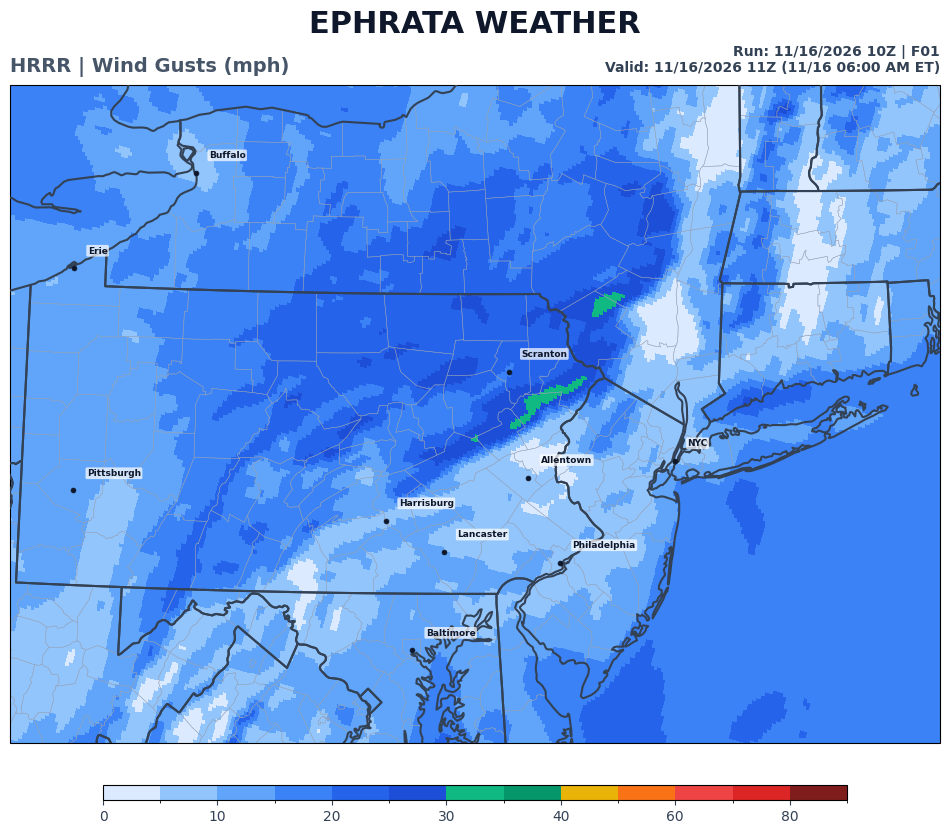 EPHRATA WEATHER
HRRR | Wind Gusts (mph)
Run: 11/16/2026 10Z | F01
Valid: 11/16/2026 11Z (11/16 06:00 AM ET)
Buffalo
Erie
Scranton
NYC
Allentown
Pittsburgh
Harrisburg
Lancaster
Philadelphia
Baltimore
0 10 20 30 40 50 60 70 80